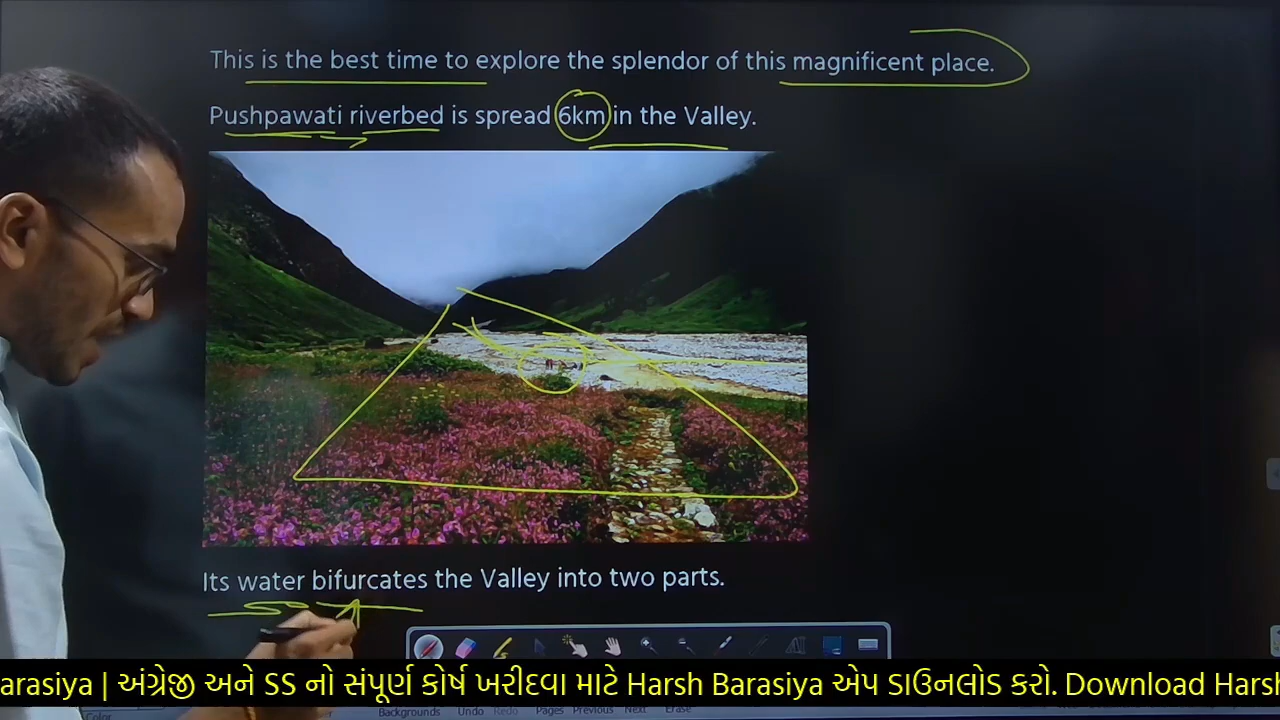 This is the best time to explore the splendor of this magnificent place.
Pushpawati riverbed is spread 6km in the Valley.
Its water bifurcates the Valley into two parts.
arasiya | અંગ્રેજી અને SS નો સંપૂર્ણ કોર્ષ ખરીદવા માટે Harsh Barasiya એપ ડાઉનલોડ કરો. Download Harsh
Color
Backgrounds Undo Redo Pages Previous Next Erase